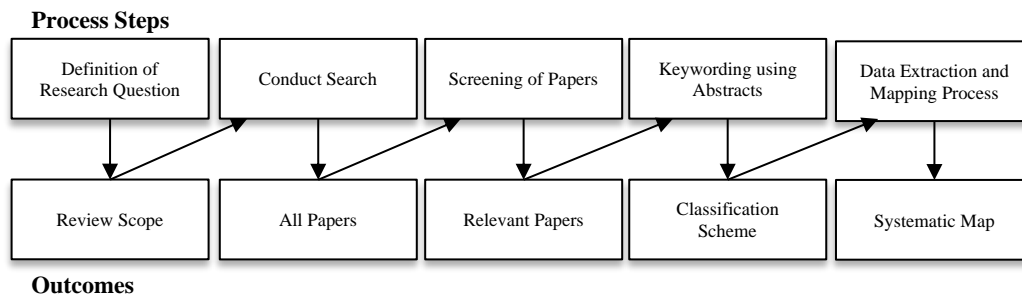 Process Steps
Definition of
Research Question
Conduct Search
Screening of Papers
Keywording using
Abstracts
Data Extraction and
Mapping Process
Review Scope
All Papers
Relevant Papers
Classification
Scheme
Systematic Map
Outcomes